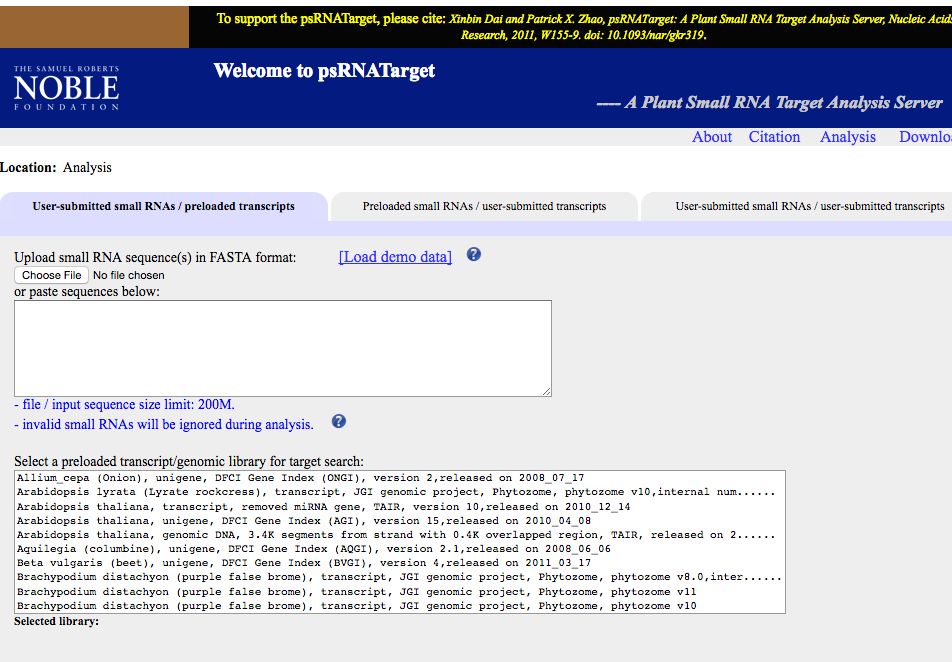 To support the psRNATarget, please cite: Xinbin Dai and Patrick X. Zhao, psRNATarget: A Plant Small RNA Target Analysis Server, Nucleic Acids
Research, 2011, W155-9. doi: 10.1093/nar/gkr319.
THE SAMUEL ROBERTS
NOBLE
FOUNDATION
Welcome to psRNATarget
---- A Plant Small RNA Target Analysis Server
About Citation Analysis Downlo
Location: Analysis
User-submitted small RNAs / preloaded transcripts Preloaded small RNAs / user-submitted transcripts User-submitted small RNAs / user-submitted transcripts
Upload small RNA sequence(s) in FASTA format: [Load demo data] ?
Choose File No file chosen
or paste sequences below:
- file / input sequence size limit: 200M.
- invalid small RNAs will be ignored during analysis. ?
Select a preloaded transcript/genomic library for target search:
Allium_cepa (Onion), unigene, DFCI Gene Index (ONGI), version 2,released on 2008_07_17
Arabidopsis lyrata (Lyrate rockcress), transcript, JGI genomic project, Phytozome, phytozome v10,internal num......
Arabidopsis thaliana, transcript, removed miRNA gene, TAIR, version 10,released on 2010_12_14
Arabidopsis thaliana, unigene, DFCI Gene Index (AGI), version 15,released on 2010_04_08
Arabidopsis thaliana, genomic DNA, 3.4K segments from strand with 0.4K overlapped region, TAIR, released on 2......
Aquilegia (columbine), unigene, DFCI Gene Index (AQGI), version 2.1,released on 2008_06_06
Beta vulgaris (beet), unigene, DFCI Gene Index (BVGI), version 4,released on 2011_03_17
Brachypodium distachyon (purple false brome), transcript, JGI genomic project, Phytozome, phytozome v8.0,inter......
Brachypodium distachyon (purple false brome), transcript, JGI genomic project, Phytozome, phytozome v11
Brachypodium distachyon (purple false brome), transcript, JGI genomic project, Phytozome, phytozome v10
Selected library: